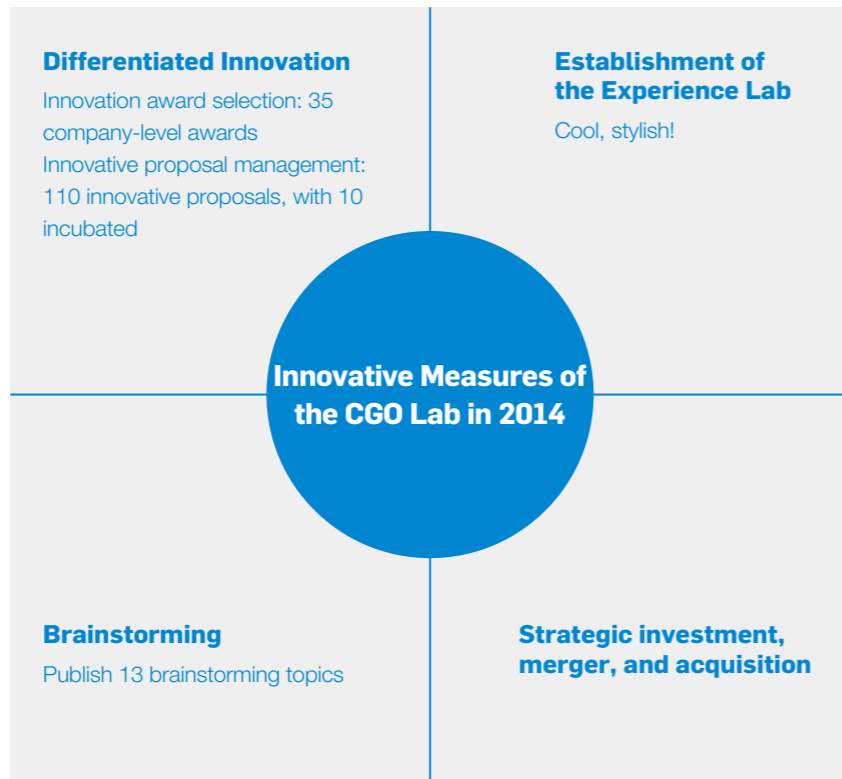 Differentiated Innovation
Innovation award selection: 35
company-level awards
Innovative proposal management:
110 innovative proposals, with 10
incubated
Establishment of
the Experience Lab
Cool, stylish!
Innovative Measures of
the CGO Lab in 2014
Brainstorming
Publish 13 brainstorming topics
Strategic investment,
merger, and acquisition